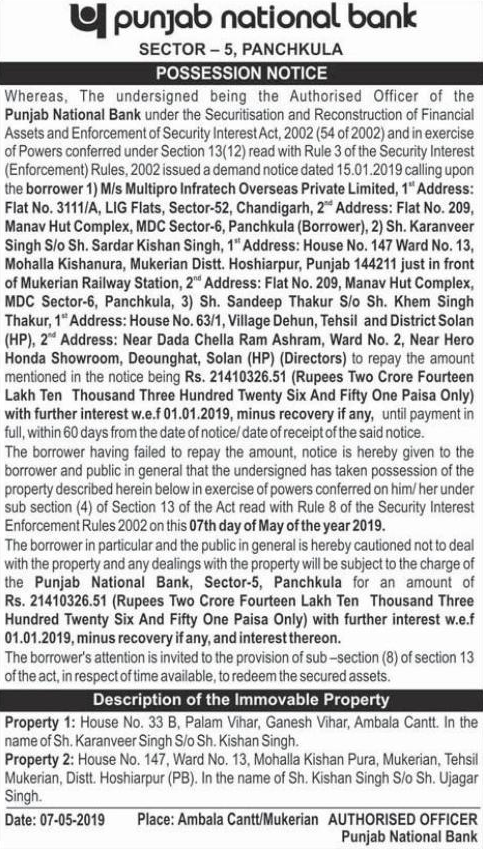 punjab national bank
SECTOR – 5, PANCHKULA
POSSESSION NOTICE
Whereas, The undersigned being the Authorised Officer of the
Punjab National Bank under the Securitisation and Reconstruction of Financial
Assets and Enforcement of Security Interest Act, 2002 (54 of 2002) and in exercise
of Powers conferred under Section 13(12) read with Rule 3 of the Security Interest
(Enforcement) Rules, 2002 issued a demand notice dated 15.01.2019 calling upon
the borrower 1) M/s Multipro Infratech Overseas Private Limited, 1st Address:
Flat No. 3111/A, LIG Flats, Sector-52, Chandigarh, 2nd Address: Flat No. 209,
Manav Hut Complex, MDC Sector-6, Panchkula (Borrower), 2) Sh. Karanveer
Singh S/o Sh. Sardar Kishan Singh, 1st Address: House No. 147 Ward No. 13,
Mohalla Kishanura, Mukerian Distt. Hoshiarpur, Punjab 144211 just in front
of Mukerian Railway Station, 2nd Address: Flat No. 209, Manav Hut Complex,
MDC Sector-6, Panchkula, 3) Sh. Sandeep Thakur S/o Sh. Khem Singh
Thakur, 1st Address: House No. 63/1, Village Dehun, Tehsil and District Solan
(HP), 2nd Address: Near Dada Chella Ram Ashram, Ward No. 2, Near Hero
Honda Showroom, Deounghat, Solan (HP) (Directors) to repay the amount
mentioned in the notice being Rs. 21410326.51 (Rupees Two Crore Fourteen
Lakh Ten Thousand Three Hundred Twenty Six And Fifty One Paisa Only)
with further interest w.e.f 01.01.2019, minus recovery if any, until payment in
full, within 60 days from the date of notice/ date of receipt of the said notice.
The borrower having failed to repay the amount, notice is hereby given to the
borrower and public in general that the undersigned has taken possession of the
property described herein below in exercise of powers conferred on him/ her under
sub section (4) of Section 13 of the Act read with Rule 8 of the Security Interest
Enforcement Rules 2002 on this 07th day of May of the year 2019.
The borrower in particular and the public in general is hereby cautioned not to deal
with the property and any dealings with the property will be subject to the charge of
the Punjab National Bank, Sector-5, Panchkula for an amount of
Rs. 21410326.51 (Rupees Two Crore Fourteen Lakh Ten Thousand Three
Hundred Twenty Six And Fifty One Paisa Only) with further interest w.e.f
01.01.2019, minus recovery if any, and interest thereon.
The borrower's attention is invited to the provision of sub –section (8) of section 13
of the act, in respect of time available, to redeem the secured assets.
Description of the Immovable Property
Property 1: House No. 33 B, Palam Vihar, Ganesh Vihar, Ambala Cantt. In the
name of Sh. Karanveer Singh S/o Sh. Kishan Singh.
Property 2: House No. 147, Ward No. 13, Mohalla Kishan Pura, Mukerian, Tehsil
Mukerian, Distt. Hoshiarpur (PB). In the name of Sh. Kishan Singh S/o Sh. Ujagar
Singh.
Date: 07-05-2019 Place: Ambala Cantt/Mukerian AUTHORISED OFFICER
Punjab National Bank